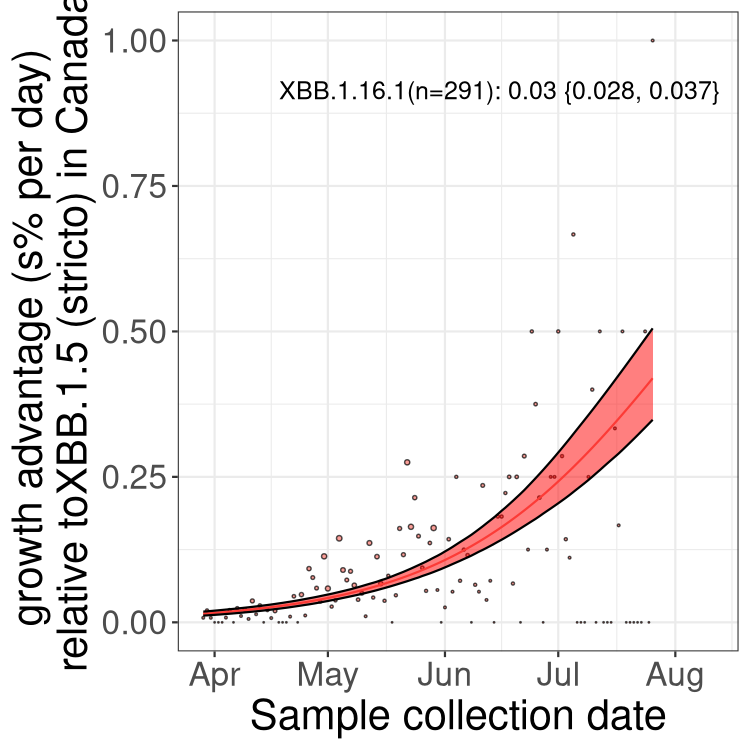 growth advantage (s% per day)
relative toXBB.1.5 (stricto) in Canada
1.00
0.75
0.50
0.25
0.00
XBB.1.16.1(n=291): 0.03 {0.028, 0.037}
Apr May Jun Jul Aug
Sample collection date